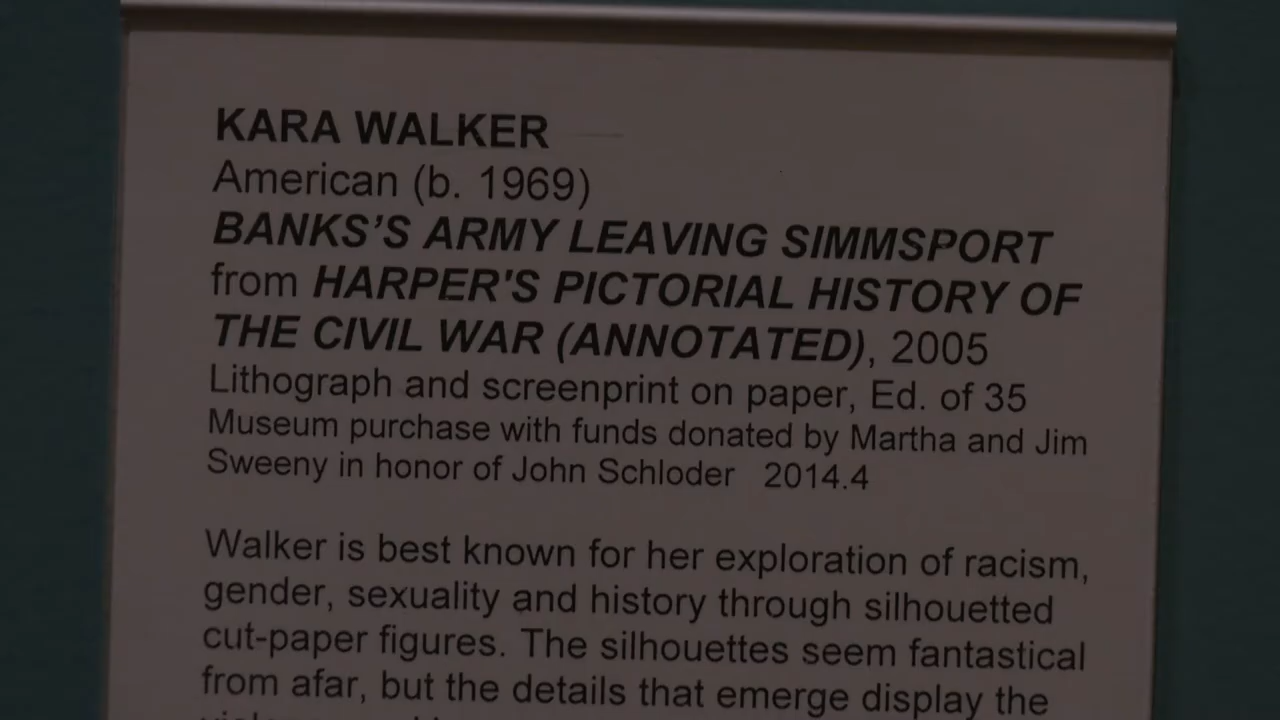 KARA WALKER
American (b. 1969)
BANKS'S ARMY LEAVING SIMMSPORT
from HARPER'S PICTORIAL HISTORY OF
THE CIVIL WAR (ANNOTATED), 2005
Lithograph and screenprint on paper, Ed. of 35
Museum purchase with funds donated by Martha and Jim
Sweeny in honor of John Schloder 2014.4
Walker is best known for her exploration of racism,
gender, sexuality and history through silhouetted
cut-paper figures. The silhouettes seem fantastical
from afar, but the details that emerge display the